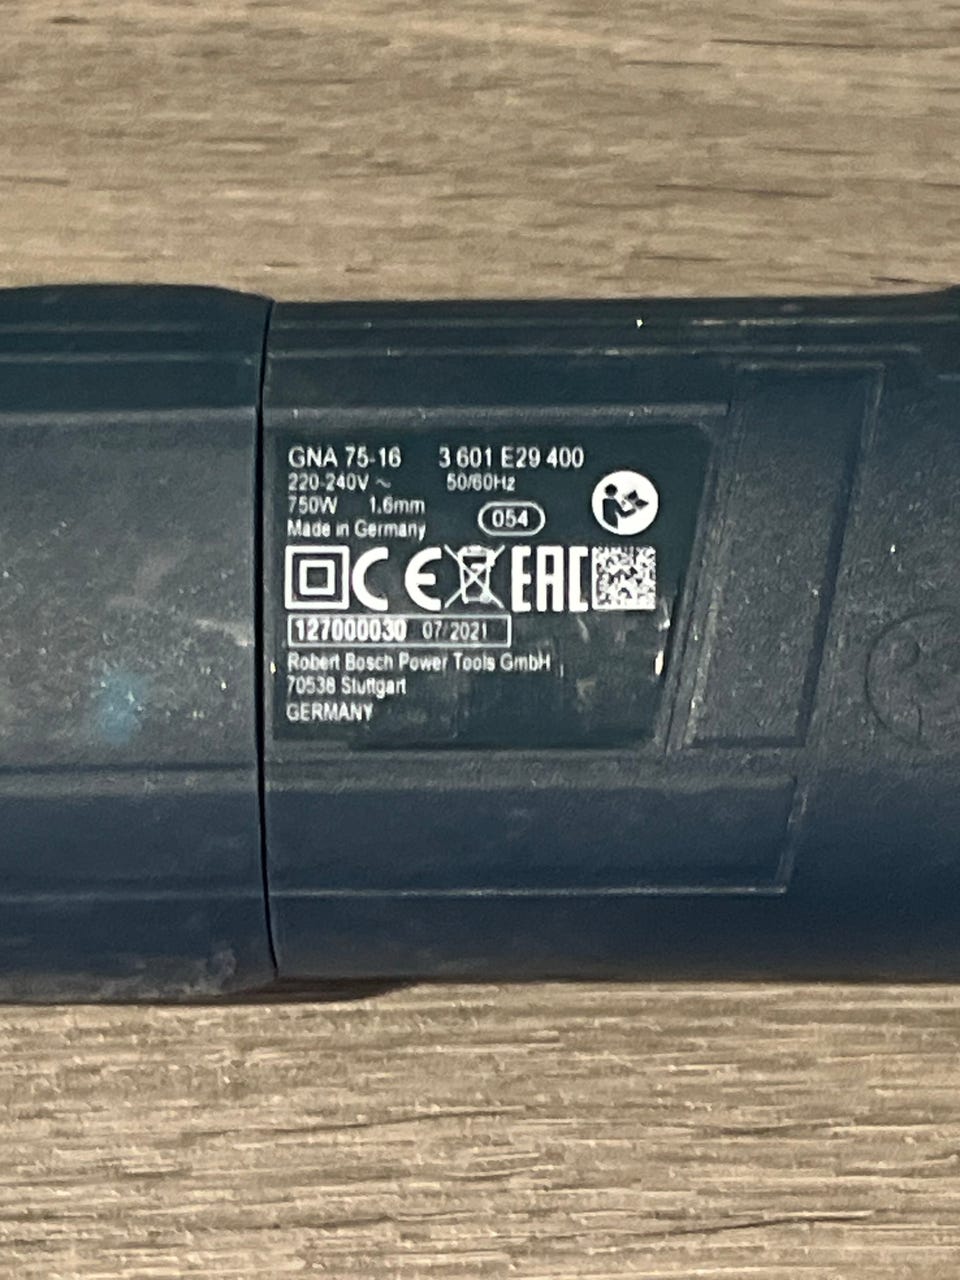 GNA 75-16 3 601 E29 400
220-240V ~ 50/60Hz
750W 1.6mm
Made in Germany 054
CE EAC
127000030 07/2021
Robert Bosch Power Tools GmbH
70538 Stuttgart
GERMANY